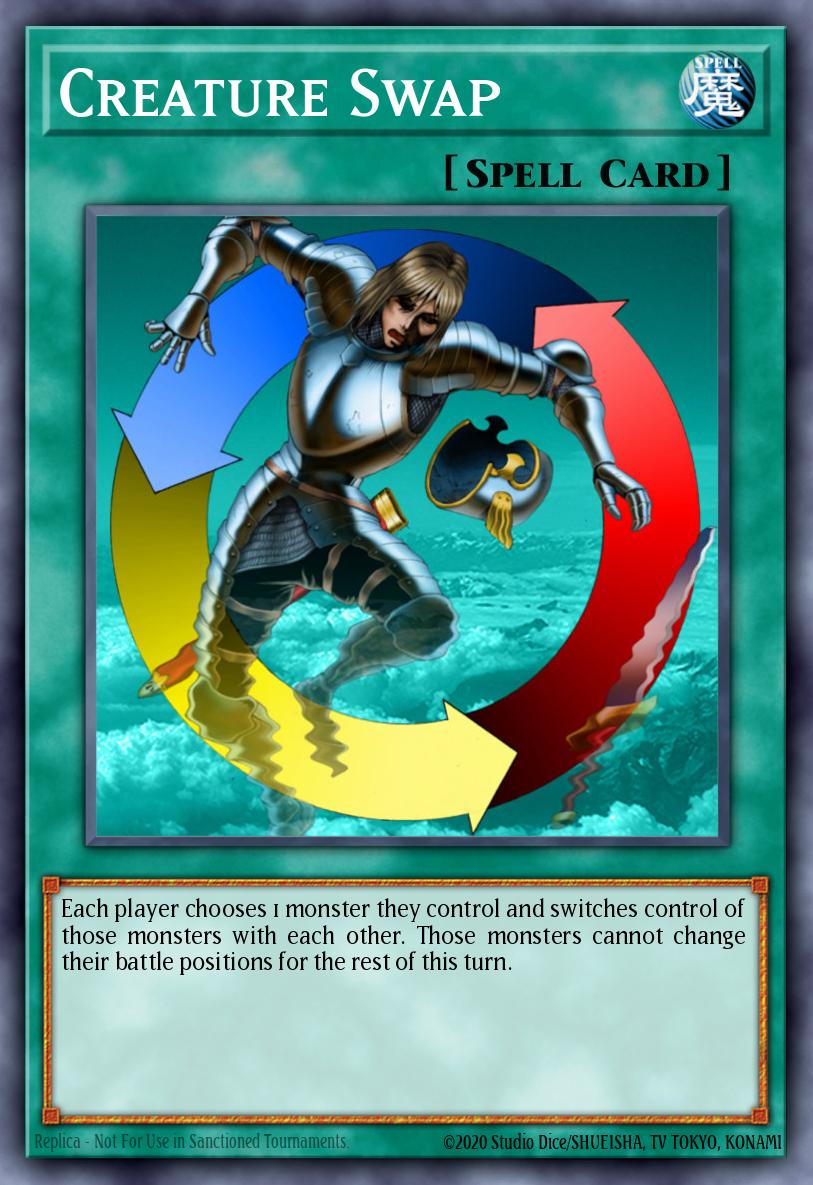 CREATURE SWAP
SPELL
魔
[SPELL CARD]
Each player chooses 1 monster they control and switches control of
those monsters with each other. Those monsters cannot change
their battle positions for the rest of this turn.
Replica - Not For Use in Sanctioned Tournaments.
©2020 Studio Dice/SHUEISHA, TV TOKYO, KONAMI